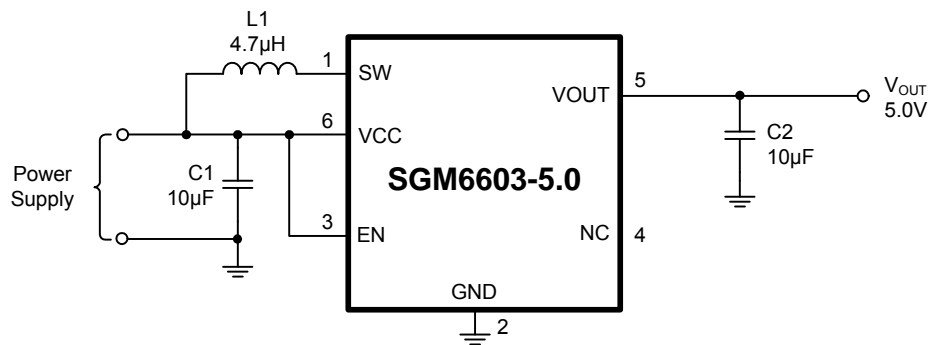 L1
4.7µH
1
SW
5
VOUT
V_OUT
5.0V
6
VCC
C2
10µF
C1
10µF
Power
Supply
SGM6603-5.0
3
EN
NC
4
GND
2